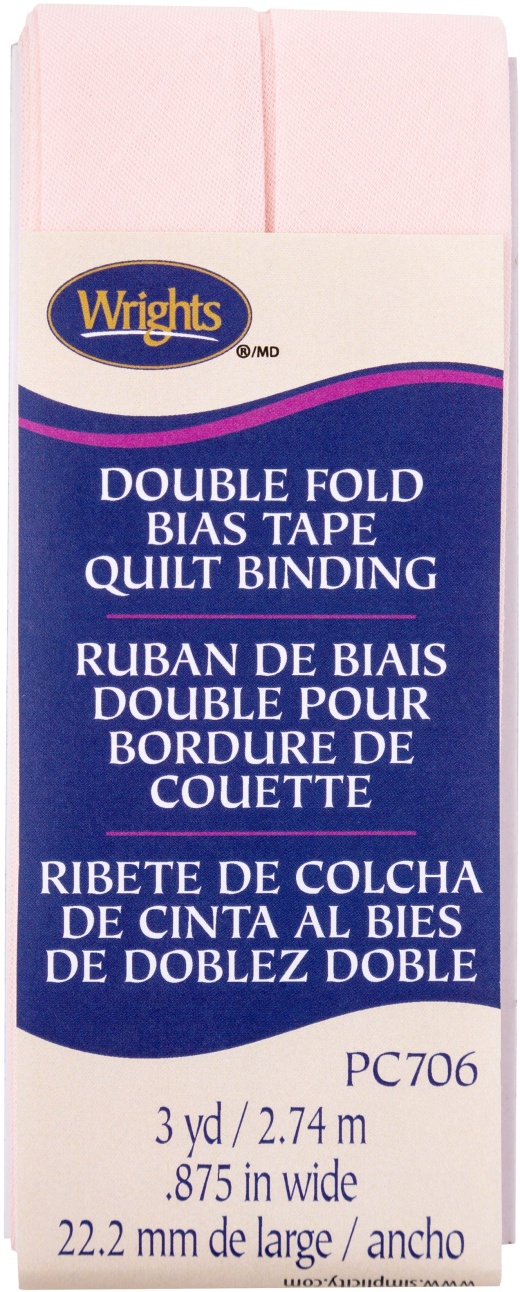 Wrights
®/MD
DOUBLE FOLD
BIAS TAPE
QUILT BINDING
RUBAN DE BIAIS
DOUBLE POUR
BORDURE DE
COUETTE
RIBETE DE COLCHA
DE CINTA AL BIES
DE DOBLEZ DOBLE
PC706
3 yd / 2.74 m
.875 in wide
22.2 mm de large / ancho
www.simplicity.com